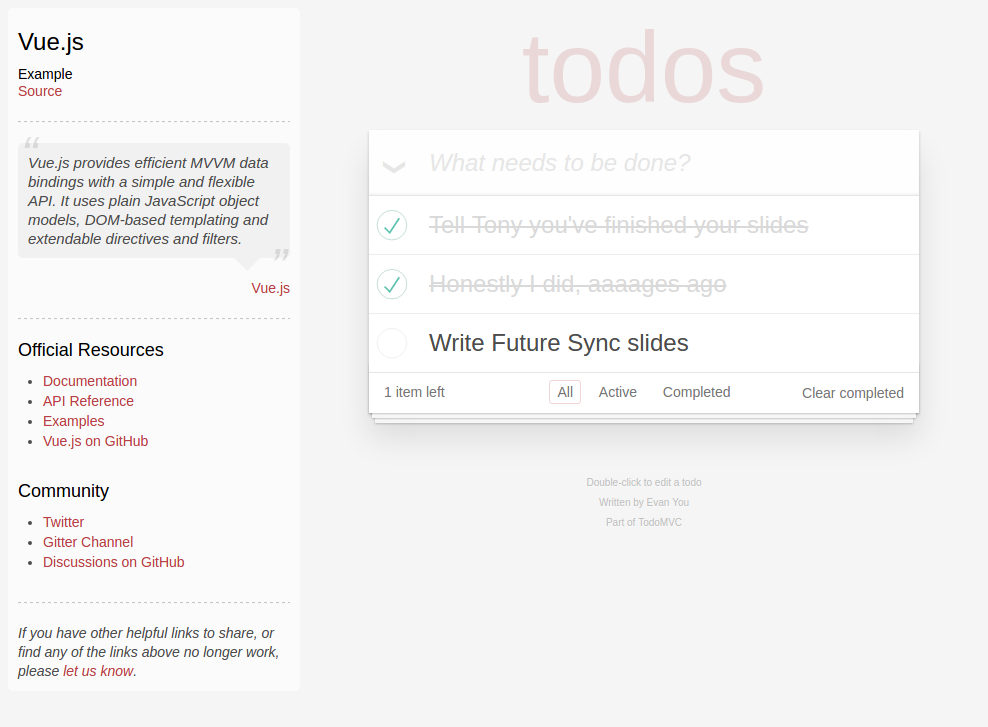 Vue.js
Example
Source
“
Vue.js provides efficient MVVM data
bindings with a simple and flexible
API. It uses plain JavaScript object
models, DOM-based templating and
extendable directives and filters.
”
Vue.js
Official Resources
• Documentation
• API Reference
• Examples
• Vue.js on GitHub
Community
• Twitter
• Gitter Channel
• Discussions on GitHub
If you have other helpful links to share, or
find any of the links above no longer work,
please let us know.
todos
What needs to be done?
Tell Tony you've finished your slides
Honestly I did, aaaages ago
Write Future Sync slides
1 item left All Active Completed Clear completed
Double-click to edit a todo
Written by Evan You
Part of TodoMVC